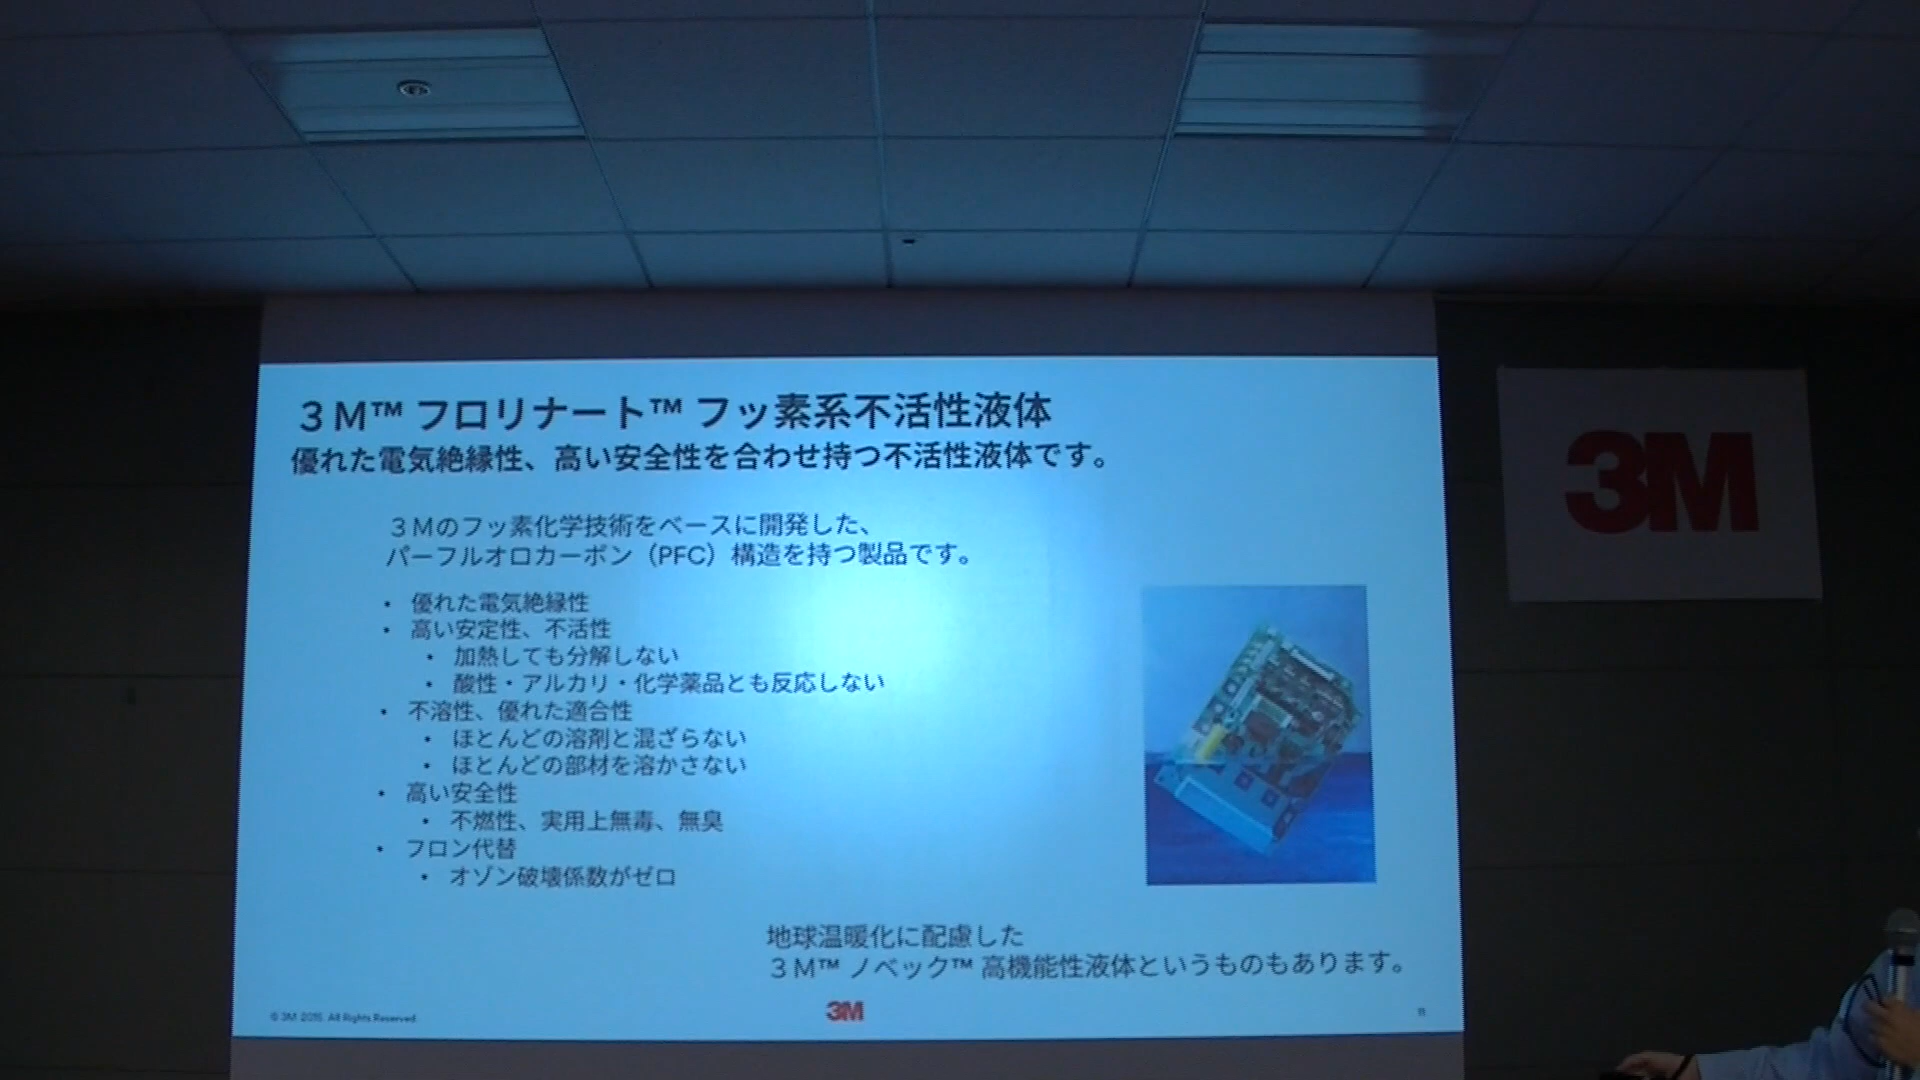 ３Ｍ™ フロリナート™ フッ素系不活性液体
優れた電気絶縁性、高い安全性を合わせ持つ不活性液体です。
３Ｍのフッ素化学技術をベースに開発した、
パーフルオロカーボン（PFC）構造を持つ製品です。
• 優れた電気絶縁性
• 高い安定性、不活性
• 加熱しても分解しない
• 酸性・アルカリ・化学薬品とも反応しない
• 不溶性、優れた適合性
• ほとんどの溶剤と混ざらない
• ほとんどの部材を溶かさない
• 高い安全性
• 不燃性、実用上無毒、無臭
• フロン代替
• オゾン破壊係数がゼロ
地球温暖化に配慮した
３Ｍ™ ノベック™ 高機能性液体というものもあります。
© 3M. All Rights Reserved.
3M
3M